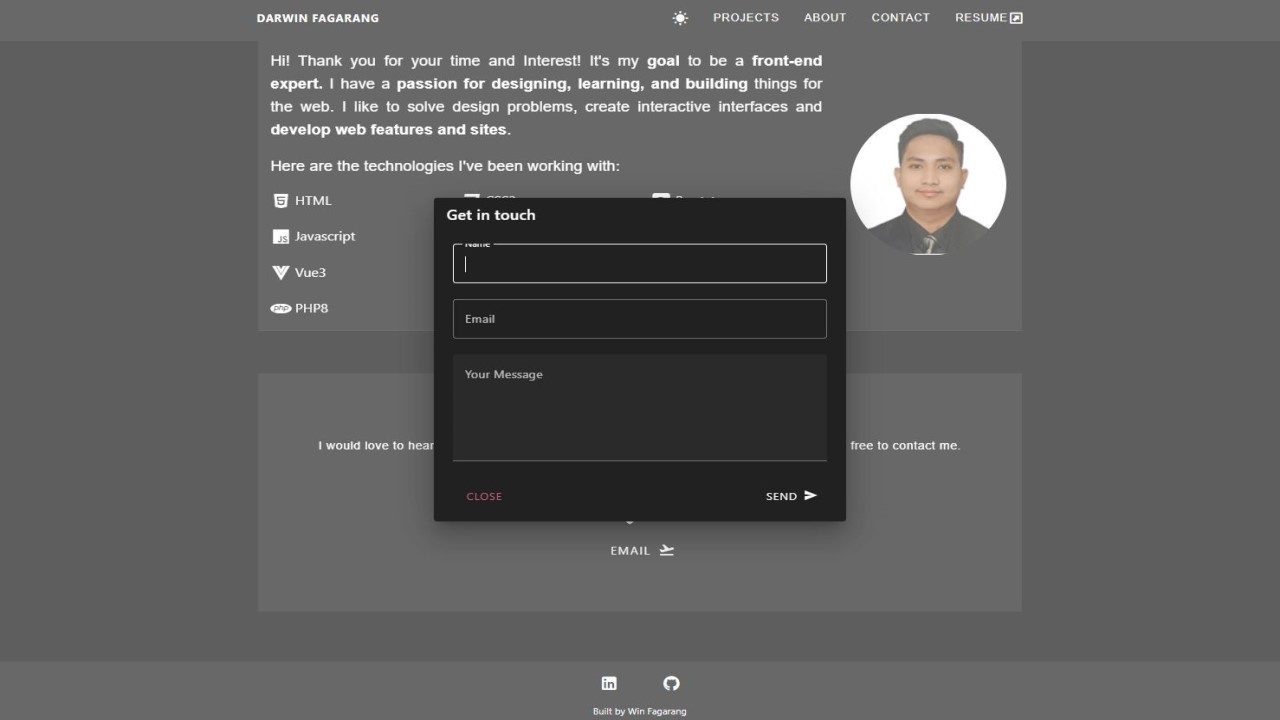 DARWIN FAGARANG
PROJECTS ABOUT CONTACT RESUME
Hi! Thank you for your time and Interest! It's my goal to be a front-end
expert. I have a passion for designing, learning, and building things for
the web. I like to solve design problems, create interactive interfaces and
develop web features and sites.
Here are the technologies I've been working with:
HTML
Javascript
JS
Vue3
php PHP8
Get in touch
Name
Email
Your Message
CLOSE SEND
I would love to hear
free to contact me.
EMAIL
in
Built by Win Fagarang